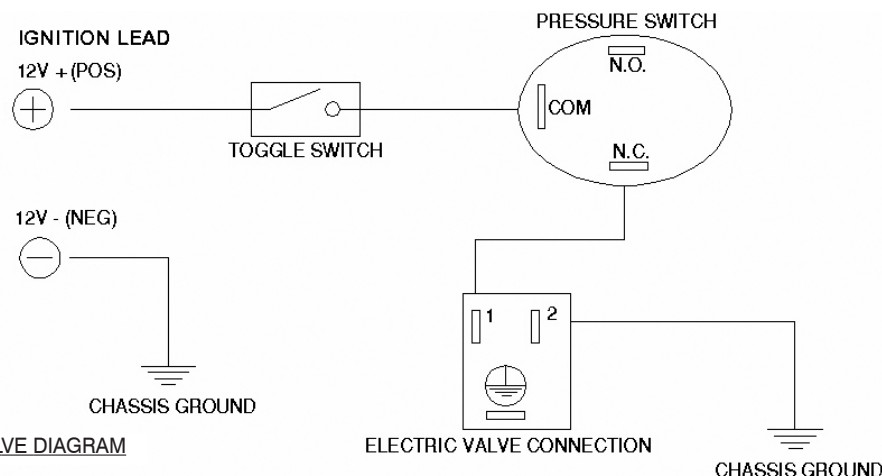 PRESSURE SWITCH
IGNITION LEAD
12V + (POS)
N.O.
COM
TOGGLE SWITCH
N.C.
12V - (NEG)
1 2
CHASSIS GROUND
DIAGRAM
ELECTRIC VALVE CONNECTION
CHASSIS GROUND